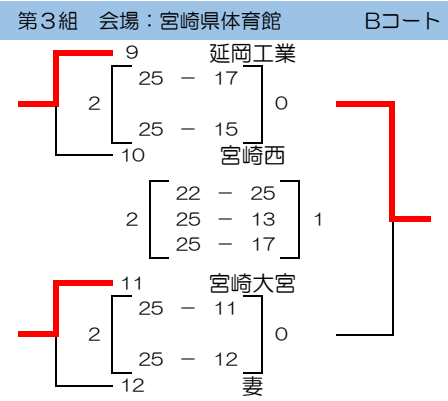 第3組 会場：宮崎県体育館 Bコート
9 延岡工業
25 － 17
2 0
25 － 15
10 宮崎西
22 － 25
2 25 － 13 1
25 － 17
11 宮崎大宮
25 － 11
2 0
25 － 12
12 妻